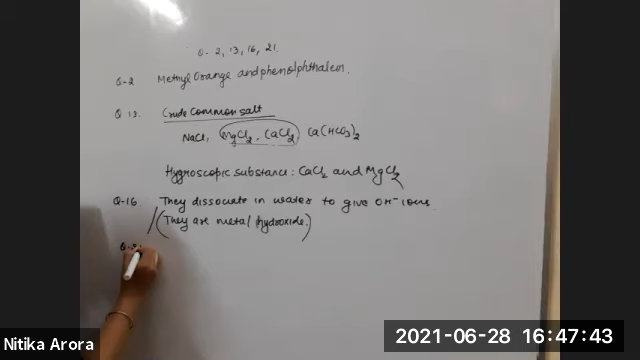 Q- 2, 13, 16, 21.
Q-2 Methyl Orange and phenolphthalein.
Q 13. Crude Common salt
NaCl, MgCl2, CaCl2, Ca(HCO3)2
Hygroscopic substance: CaCl2 and MgCl2
Q-16. They dissociate in water to give OH- ions.
/(They are metal hydroxide.)
Nitika Arora
2021-06-28 16:47:43